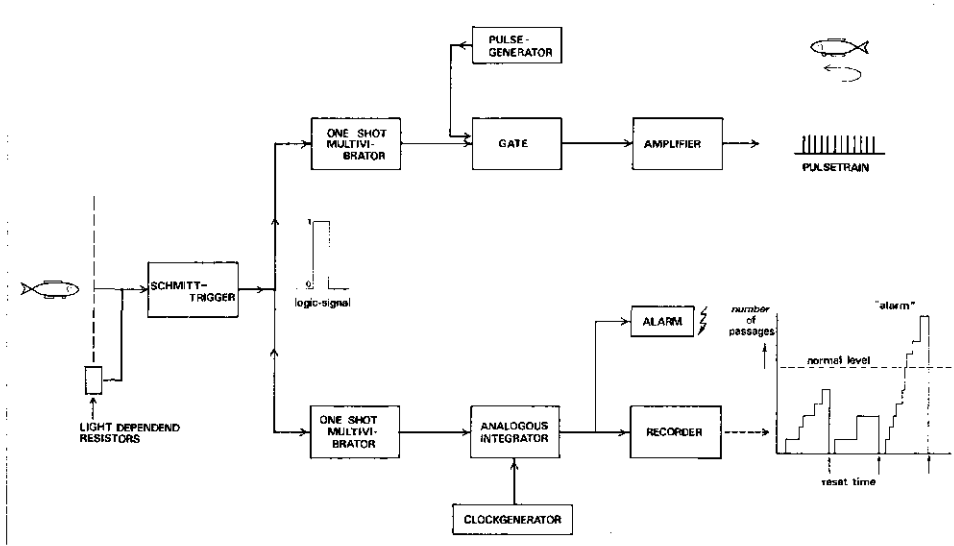 PULSE-
GENERATOR
ONE SHOT
MULTIVI-
BRATOR
GATE
AMPLIFIER
PULSETRAIN
SCHMITT-
TRIGGER
1
0
logic-signal
LIGHT DEPENDEND
RESISTORS
ALARM
number
of
passages
"alarm"
normal level
ONE SHOT
MULTIVI-
BRATOR
ANALOGOUS
INTEGRATOR
RECORDER
reset time
CLOCKGENERATOR